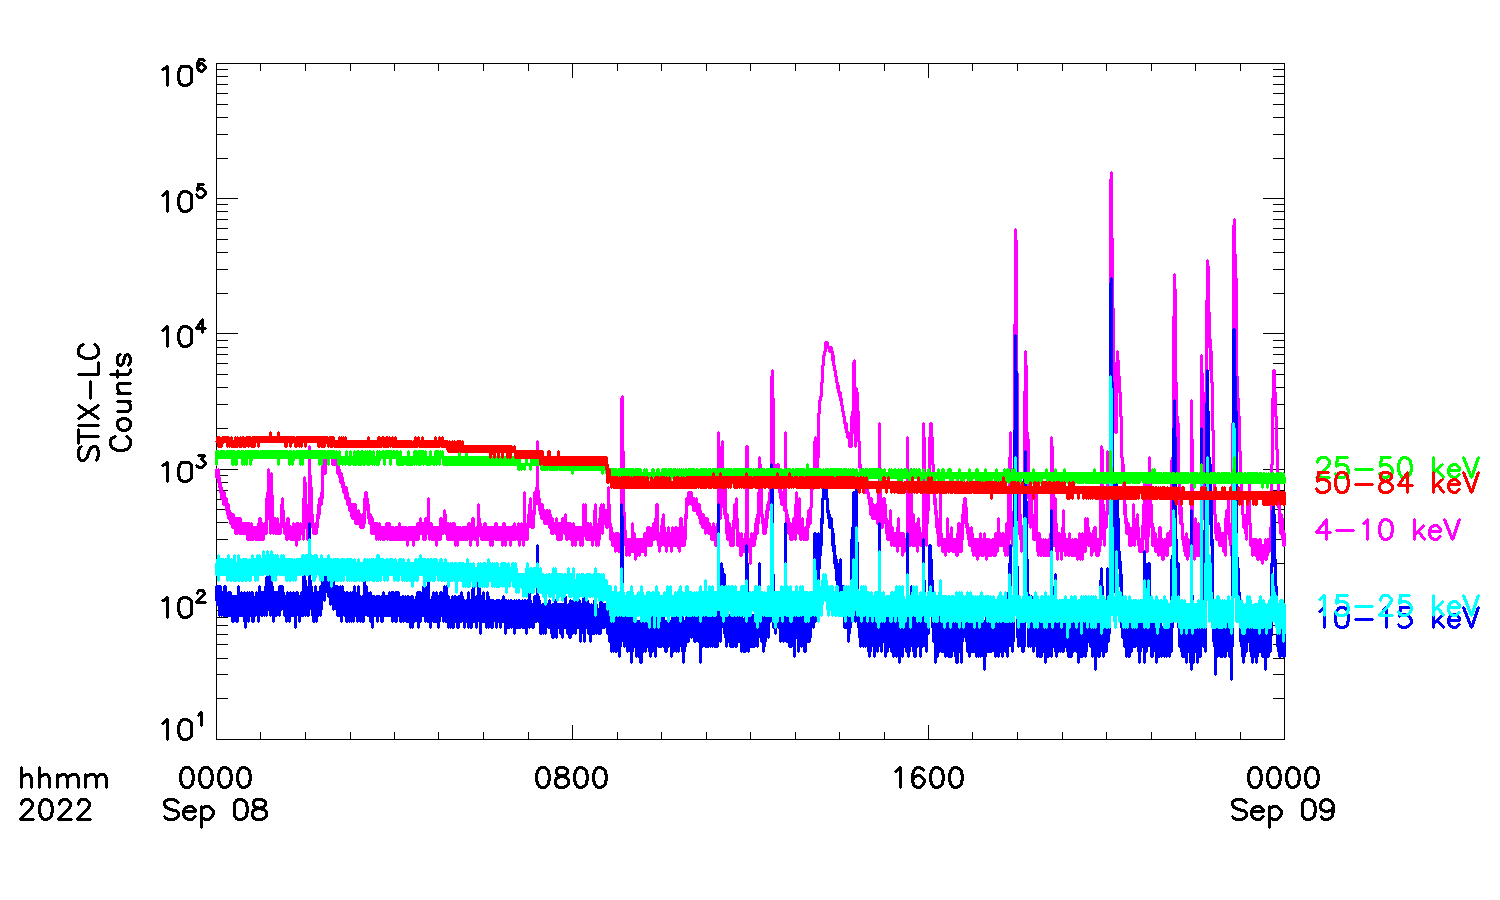 10⁶
10⁵
10⁴
10³
10²
10¹
STIX-LC
Counts
25-50 keV
50-84 keV
4-10 keV
15-25 keV
10-15 keV
hhmm 0000 0800 1600 0000
2022 Sep 08 Sep 09